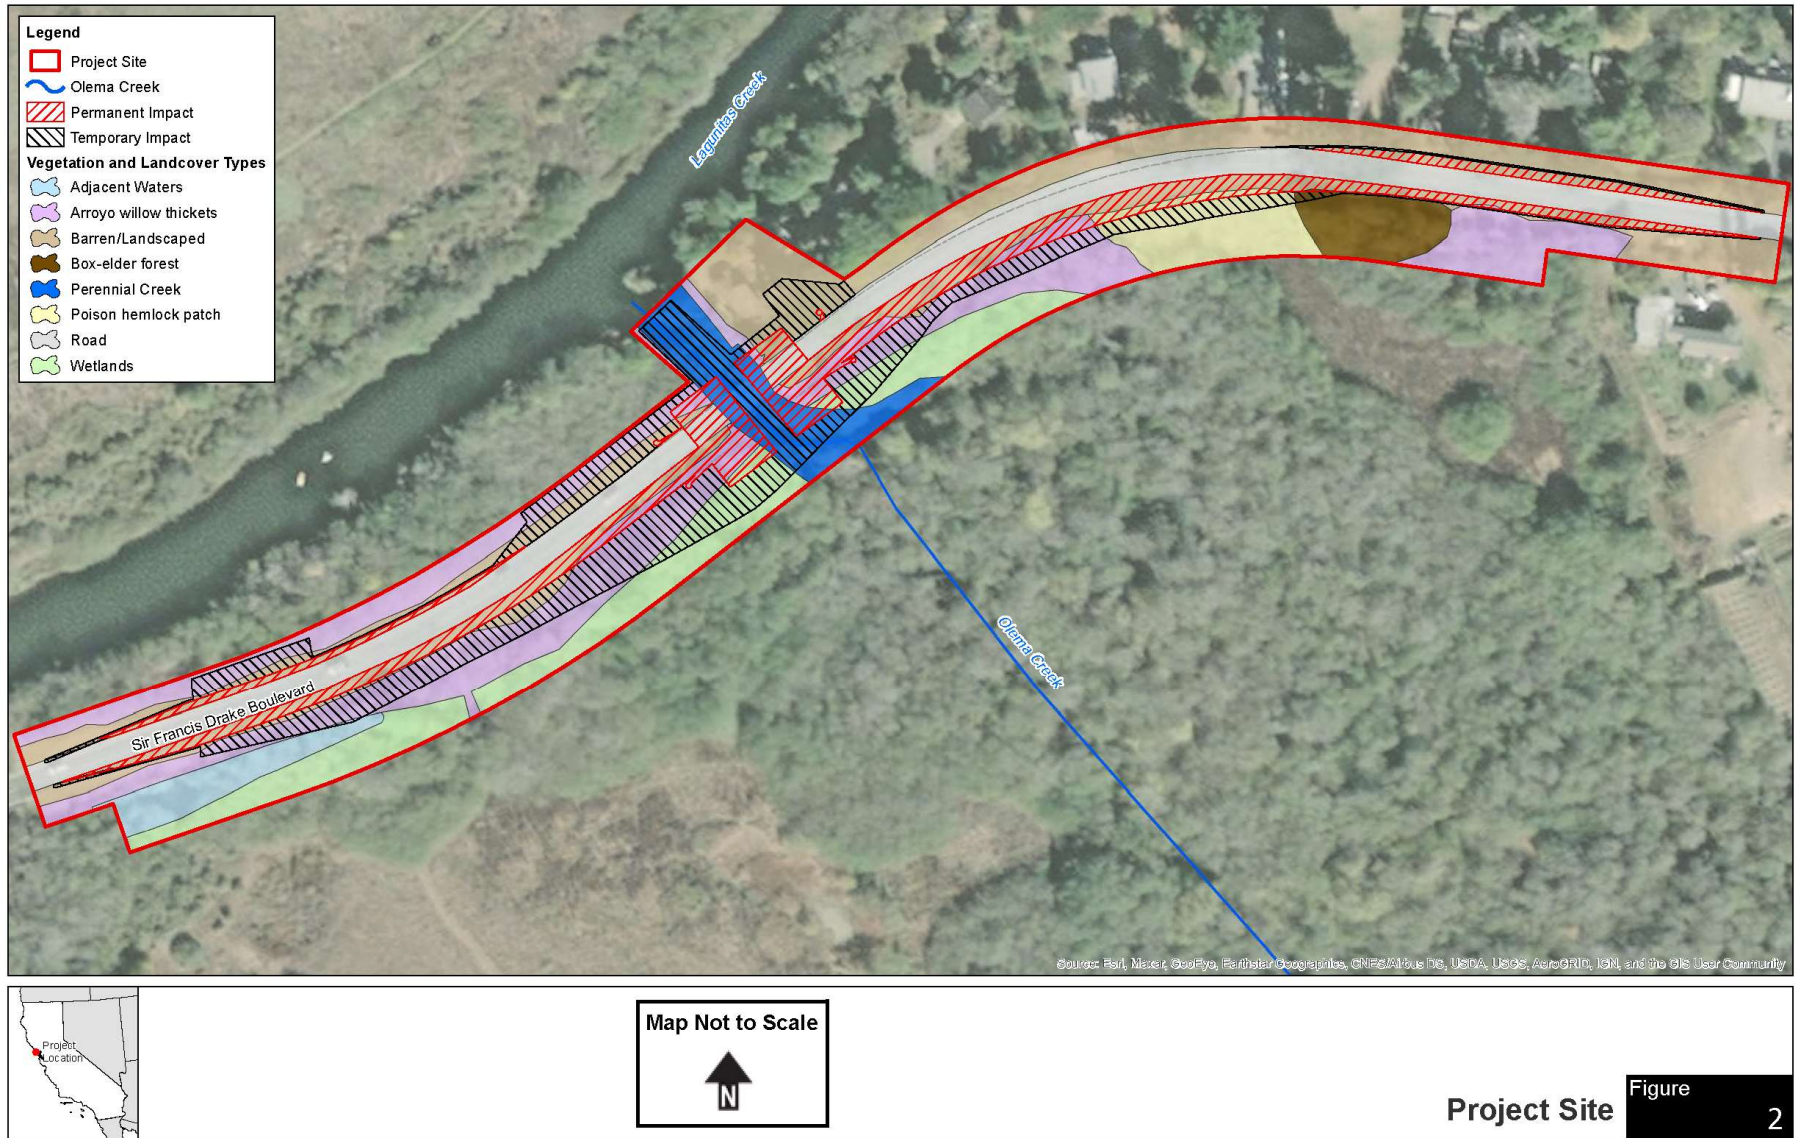 Legend
Project Site
Olema Creek
Permanent Impact
Temporary Impact
Vegetation and Landcover Types
Adjacent Waters
Arroyo willow thickets
Barren/Landscaped
Box-elder forest
Perennial Creek
Poison hemlock patch
Road
Wetlands
Lagunitas Creek
Olema Creek
Sir Francis Drake Boulevard
Source: Esri, Maxar, GeoEye, Earthstar Geographics, CNES/Airbus DS, USDA, USGS, AeroGRID, IGN, and the GIS User Community
Project
Location
Map Not to Scale
N
Project Site
Figure
2